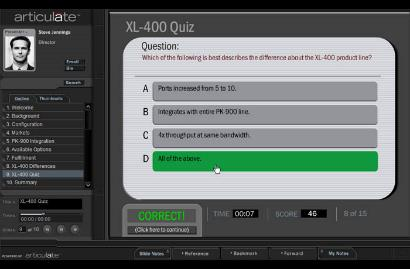 articulate
XL-400 Quiz
Presenter
Steve Jennings
Director
Email
Bio
Search
Outline
Thumbnails
1. Welcome
2. Background
3. Configuration
4. Markets
5. PK-900 Integration
6. Available Options
7. Fulfillment
8. XL-400 Differences
9. XL-400 Quiz
10. Summary
Title: XL-400 Quiz
00:00 / 00:00
Slide: 9 of 10
POWERED BY articulate
Question:
Which of the following is best describes the difference about the XL-400 product line?
A Ports increased from 5 to 10.
B Integrates with entire PK-900 line.
C 4x throughput at same bandwidth.
D All of the above.
CORRECT!
(Click here to continue)
TIME 00:07
SCORE 46
8 of 15
Slide Notes
Reference
Bookmark
Forward
My Notes